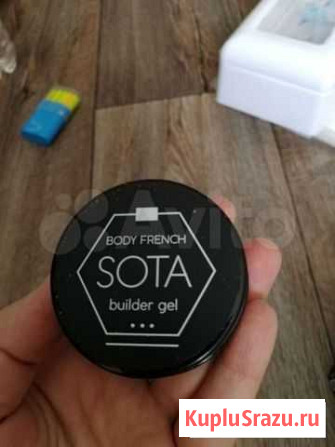 BODY FRENCH
SOTA
builder gel
Avito
KupluSrazu.ru